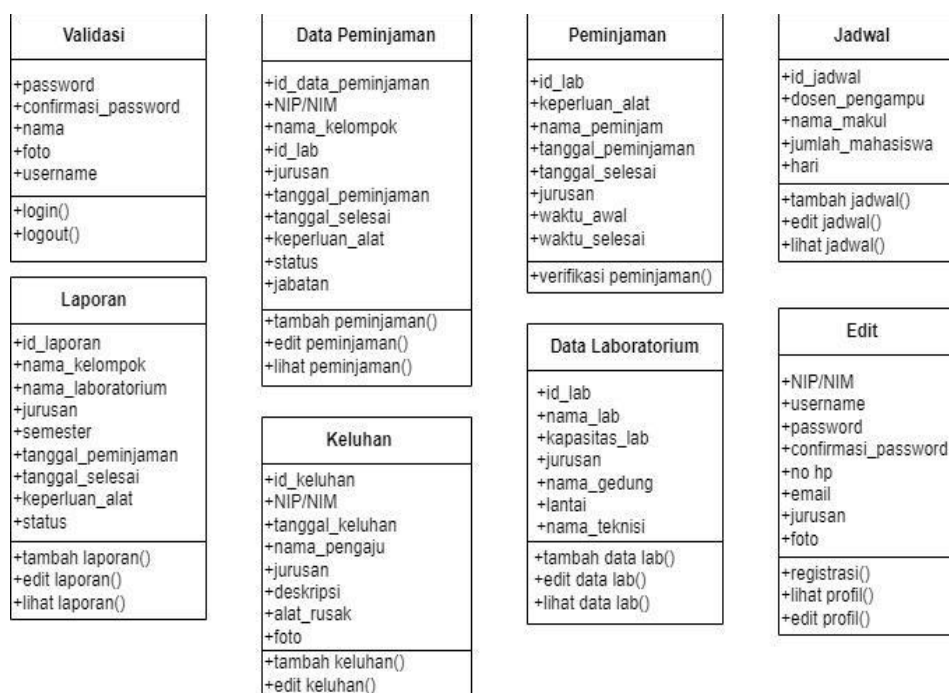 Validasi
+password
+confirmasi_password
+nama
+foto
+username
+login()
+logout()
Laporan
+id_laporan
+nama_kelompok
+nama_laboratorium
+jurusan
+semester
+tanggal_peminjaman
+tanggal_selesai
+keperluan_alat
+status
+tambah laporan()
+edit laporan()
+lihat laporan()
Data Peminjaman
+id_data_peminjaman
+NIP/NIM
+nama_kelompok
+id_lab
+jurusan
+tanggal_peminjaman
+tanggal_selesai
+keperluan_alat
+status
+jabatan
+tambah peminjaman()
+edit peminjaman()
+lihat peminjaman()
Keluhan
+id_keluhan
+NIP/NIM
+tanggal_keluhan
+nama_pengaju
+jurusan
+deskripsi
+alat_rusak
+foto
+tambah keluhan()
+edit keluhan()
Peminjaman
+id_lab
+keperluan_alat
+nama_peminjam
+tanggal_peminjaman
+tanggal_selesai
+jurusan
+waktu_awal
+waktu_selesai
+verifikasi peminjaman()
Data Laboratorium
+id_lab
+nama_lab
+kapasitas_lab
+jurusan
+nama_gedung
+lantai
+nama_teknisi
+tambah data lab()
+edit data lab()
+lihat data lab()
Jadwal
+id_jadwal
+dosen_pengampu
+nama_makul
+jumlah_mahasiswa
+hari
+tambah jadwal()
+edit jadwal()
+lihat jadwal()
Edit
+NIP/NIM
+username
+password
+confirmasi_password
+no hp
+email
+jurusan
+foto
+registrasi()
+lihat profil()
+edit profil()